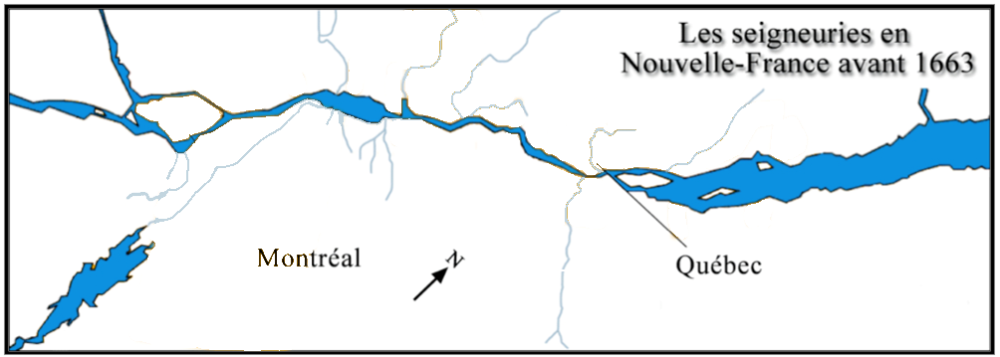 Les seigneuries en
Nouvelle-France avant 1663
Montréal
N
Québec